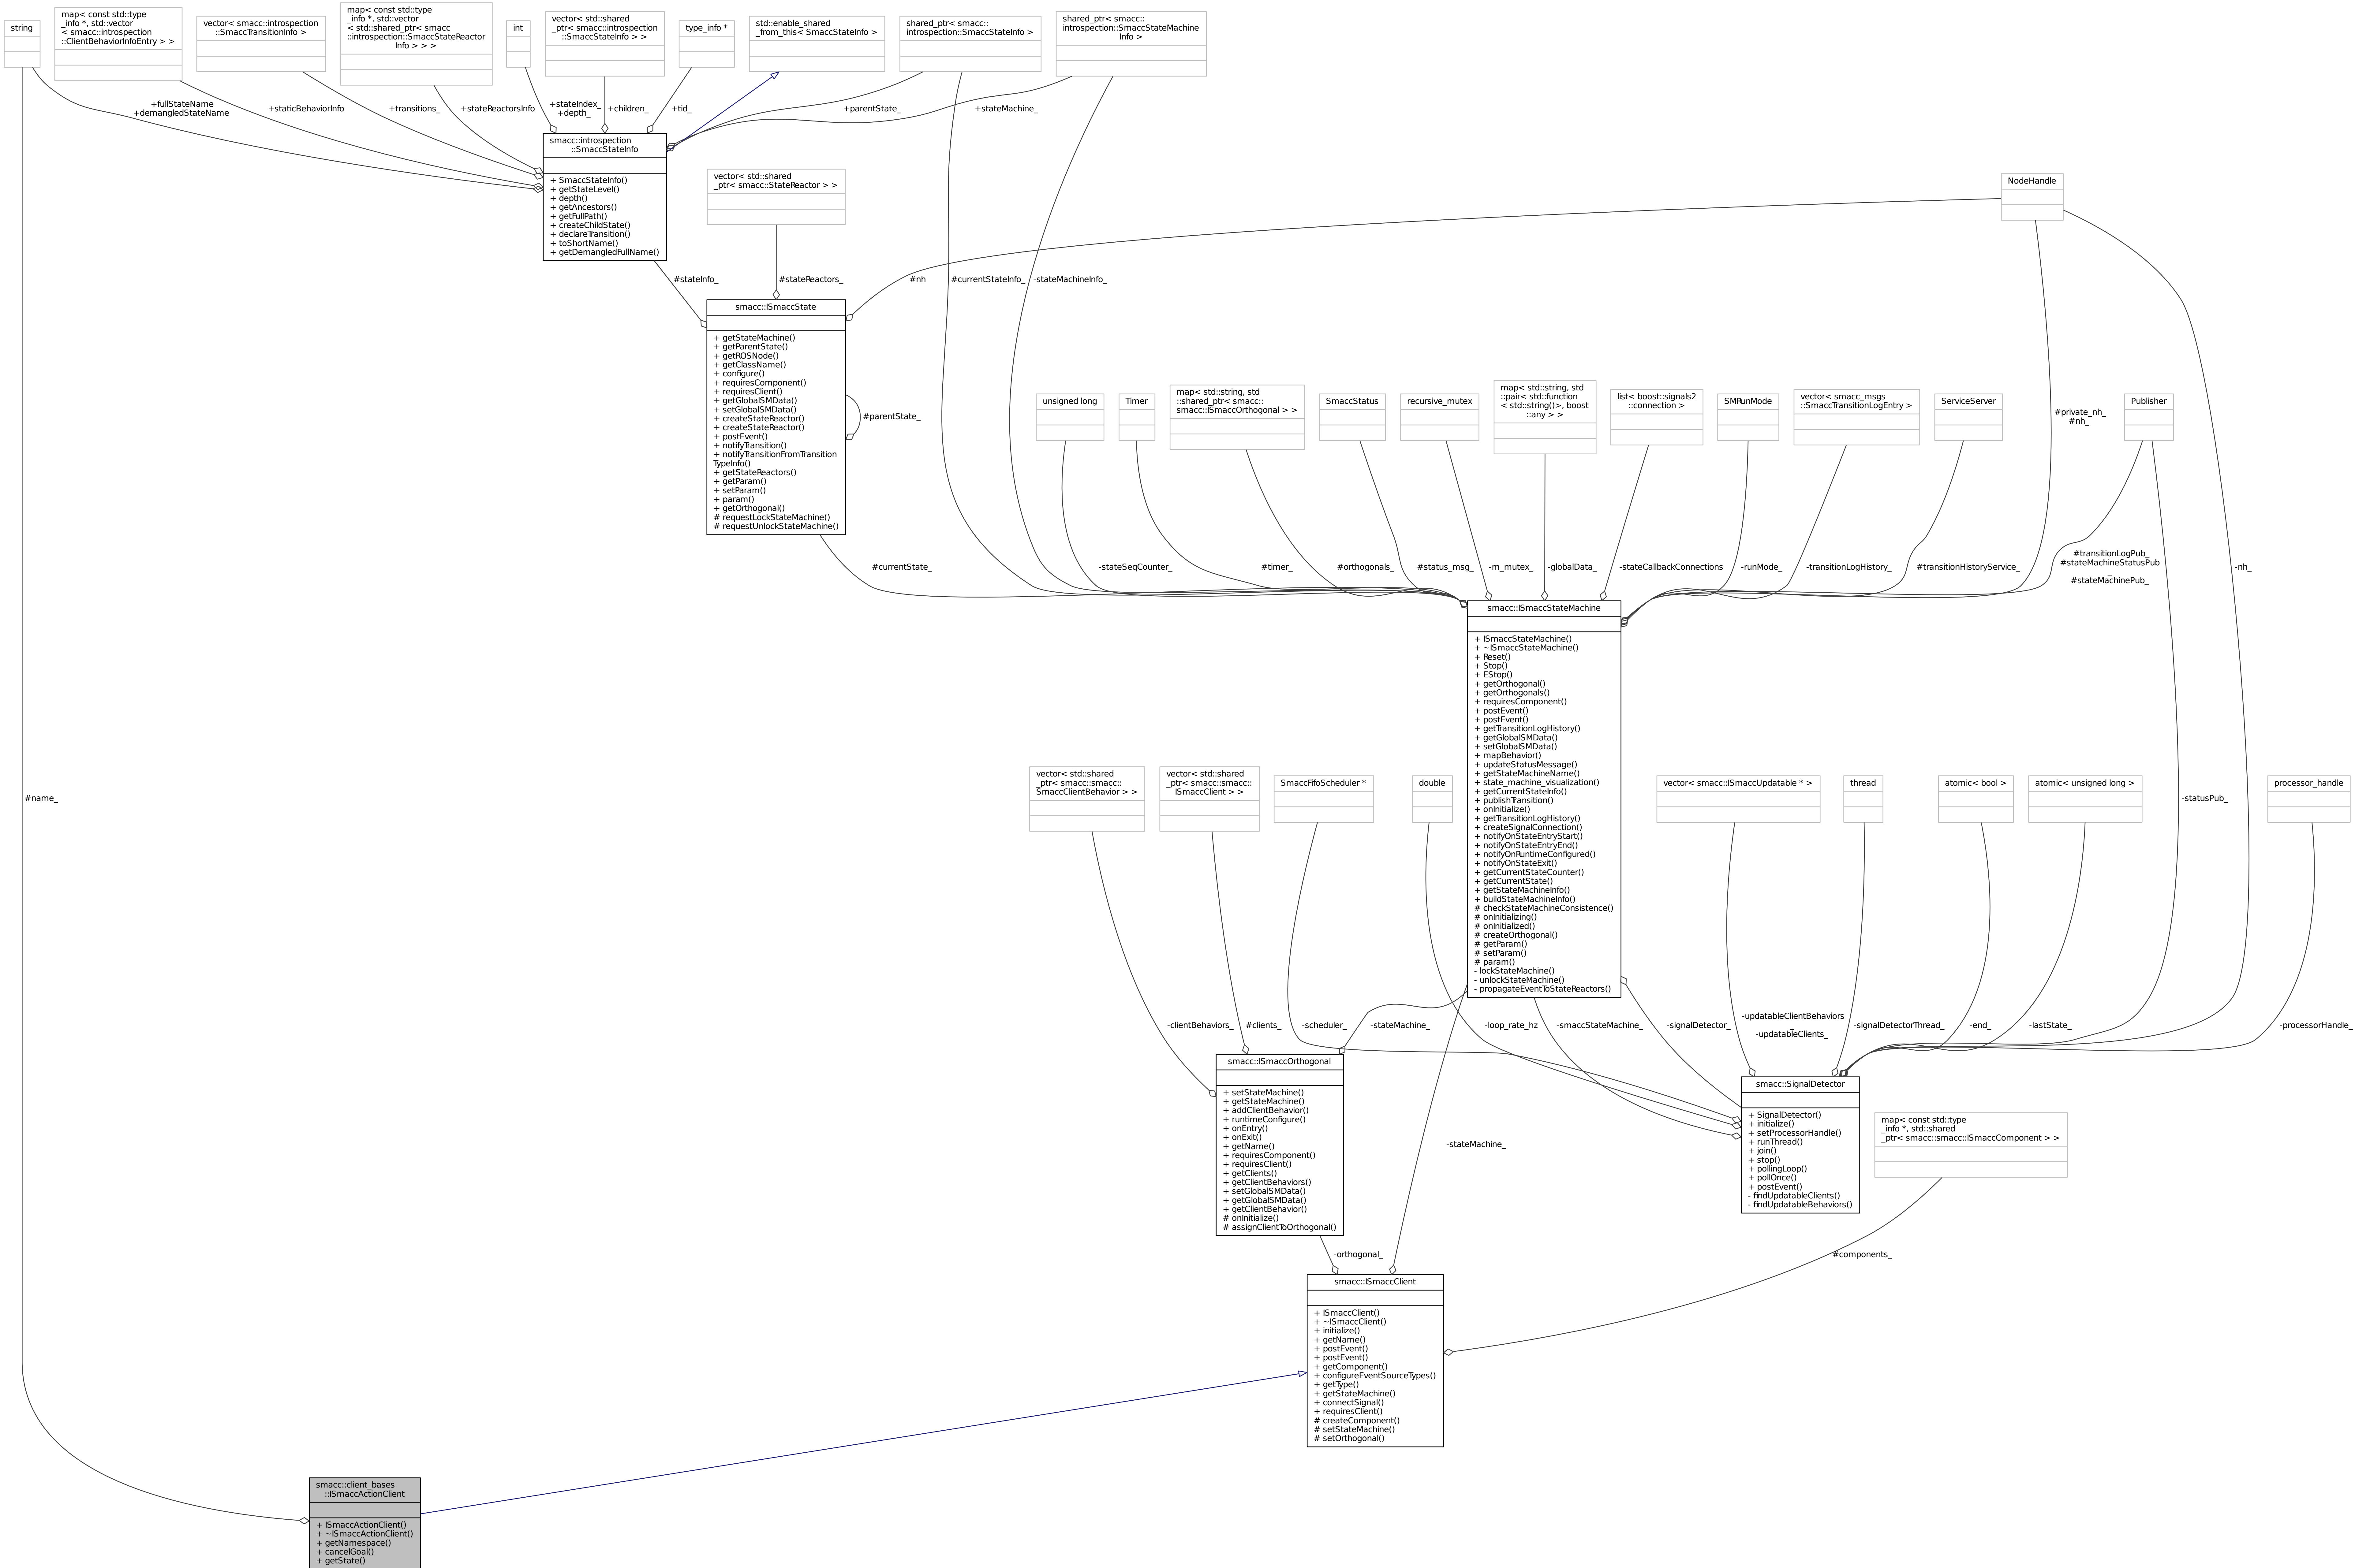 string
map< const std::type
_info *, std::vector
< smacc::introspection
::ClientBehaviorInfoEntry > >
vector< smacc::introspection
::SmaccTransitionInfo >
map< const std::type
_info *, std::vector
< std::shared_ptr< smacc
::introspection::SmaccStateReactor
Info > > >
int
vector< std::shared
_ptr< smacc::introspection
::SmaccStateInfo > >
type_info *
std::enable_shared
_from_this< SmaccStateInfo >
shared_ptr< smacc::
introspection::SmaccStateInfo >
shared_ptr< smacc::
introspection::SmaccStateMachine
Info >
+fullStateName
+demangledStateName
+staticBehaviorInfo
+transitions_
+stateReactorsInfo
+stateIndex_
+depth_
+children_
+tid_
+parentState_
+stateMachine_
smacc::introspection
::SmaccStateInfo
+ SmaccStateInfo()
+ getStateLevel()
+ depth()
+ getAncestors()
+ getFullPath()
+ createChildState()
+ declareTransition()
+ toShortName()
+ getDemangledFullName()
vector< std::shared
_ptr< smacc::StateReactor > >
NodeHandle
#stateInfo_
#stateReactors_
#nh
#currentStateInfo_
-stateMachineInfo_
smacc::ISmaccState
+ getStateMachine()
+ getParentState()
+ getROSNode()
+ getClassName()
+ configure()
+ requiresComponent()
+ requiresClient()
+ getGlobalSMData()
+ setGlobalSMData()
+ createStateReactor()
+ createStateReactor()
+ postEvent()
+ notifyTransition()
+ notifyTransitionFromTransition
TypeInfo()
+ getStateReactors()
+ getParam()
+ setParam()
+ param()
+ getOrthogonal()
# requestLockStateMachine()
# requestUnlockStateMachine()
#parentState_
unsigned long
Timer
map< std::string, std
::shared_ptr< smacc::
smacc::ISmaccOrthogonal > >
SmaccStatus
recursive_mutex
map< std::string, std
::pair< std::function
< std::string()>, boost
::any > >
list< boost::signals2
::connection >
SMRunMode
vector< smacc_msgs
::SmaccTransitionLogEntry >
ServiceServer
#private_nh_
#nh_
Publisher
#currentState_
-stateSeqCounter_
#timer_
#orthogonals_
#status_msg_
-m_mutex_
-globalData_
-stateCallbackConnections
-runMode_
-transitionLogHistory_
#transitionHistoryService_
#transitionLogPub_
#stateMachineStatusPub
_
#stateMachinePub_
-nh_
smacc::ISmaccStateMachine
+ ISmaccStateMachine()
+ ~ISmaccStateMachine()
+ Reset()
+ Stop()
+ EStop()
+ getOrthogonal()
+ getOrthogonals()
+ requiresComponent()
+ postEvent()
+ postEvent()
+ getTransitionLogHistory()
+ getGlobalSMData()
+ setGlobalSMData()
+ mapBehavior()
+ updateStatusMessage()
+ getStateMachineName()
+ state_machine_visualization()
+ getCurrentStateInfo()
+ publishTransition()
+ onInitialize()
+ getTransitionLogHistory()
+ createSignalConnection()
+ notifyOnStateEntryStart()
+ notifyOnStateEntryEnd()
+ notifyOnRuntimeConfigured()
+ notifyOnStateExit()
+ getCurrentStateCounter()
+ getCurrentState()
+ getStateMachineInfo()
+ buildStateMachineInfo()
# checkStateMachineConsistence()
# onInitializing()
# onInitialized()
# createOrthogonal()
# getParam()
# setParam()
# param()
- lockStateMachine()
- unlockStateMachine()
- propagateEventToStateReactors()
#name_
vector< std::shared
_ptr< smacc::smacc::
SmaccClientBehavior > >
vector< std::shared
_ptr< smacc::smacc::
ISmaccClient > >
SmaccFifoScheduler *
double
vector< smacc::ISmaccUpdatable * >
thread
atomic< bool >
atomic< unsigned long >
-statusPub_
processor_handle
-clientBehaviors_
#clients_
-scheduler_
-stateMachine_
-loop_rate_hz
-smaccStateMachine_
-signalDetector_
-updatableClientBehaviors
_
-updatableClients_
-signalDetectorThread_
-end_
-lastState_
-processorHandle_
smacc::ISmaccOrthogonal
+ setStateMachine()
+ getStateMachine()
+ addClientBehavior()
+ runtimeConfigure()
+ onEntry()
+ onExit()
+ getName()
+ requiresComponent()
+ requiresClient()
+ getClients()
+ getClientBehaviors()
+ setGlobalSMData()
+ getGlobalSMData()
+ getClientBehavior()
# onInitialize()
# assignClientToOrthogonal()
-stateMachine_
smacc::SignalDetector
+ SignalDetector()
+ initialize()
+ setProcessorHandle()
+ runThread()
+ join()
+ stop()
+ pollingLoop()
+ pollOnce()
+ postEvent()
- findUpdatableClients()
- findUpdatableBehaviors()
map< const std::type
_info *, std::shared
_ptr< smacc::smacc::ISmaccComponent > >
-orthogonal_
#components_
smacc::ISmaccClient
+ ISmaccClient()
+ ~ISmaccClient()
+ initialize()
+ getName()
+ postEvent()
+ postEvent()
+ getComponent()
+ configureEventSourceTypes()
+ getType()
+ getStateMachine()
+ connectSignal()
+ requiresClient()
# createComponent()
# setStateMachine()
# setOrthogonal()
smacc::client_bases
::ISmaccActionClient
+ ISmaccActionClient()
+ ~ISmaccActionClient()
+ getNamespace()
+ cancelGoal()
+ getState()